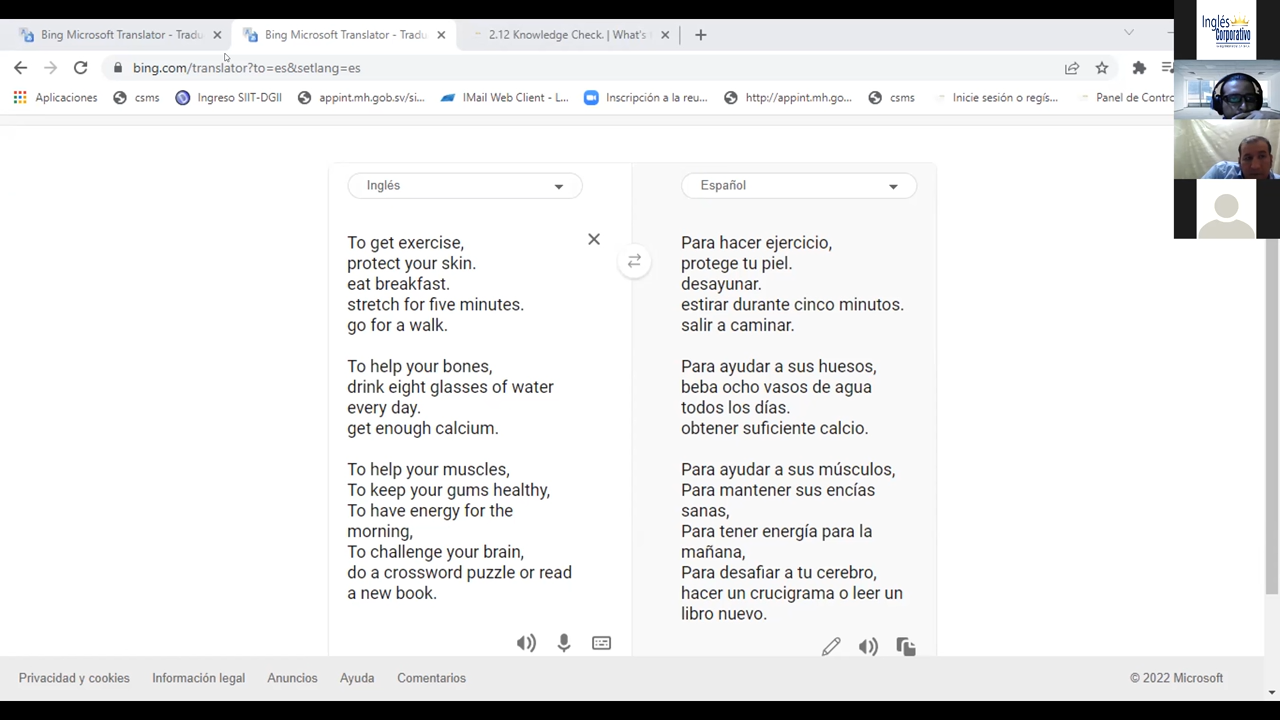 Bing Microsoft Translator - Tradu
Bing Microsoft Translator - Tradu
2.12 Knowledge Check. | What's
bing.com/translator?to=es&setlang=es
Aplicaciones
csms
Ingreso SIIT-DGII
appint.mh.gob.sv/si...
IMail Web Client - L...
Inscripción a la reu...
http://appint.mh.go...
csms
Inicie sesión o regís...
Panel de Contro
Inglés
Corporativo
Inglés
To get exercise,
protect your skin.
eat breakfast.
stretch for five minutes.
go for a walk.
To help your bones,
drink eight glasses of water
every day.
get enough calcium.
To help your muscles,
To keep your gums healthy,
To have energy for the
morning,
To challenge your brain,
do a crossword puzzle or read
a new book.
Español
Para hacer ejercicio,
protege tu piel.
desayunar.
estirar durante cinco minutos.
salir a caminar.
Para ayudar a sus huesos,
beba ocho vasos de agua
todos los días.
obtener suficiente calcio.
Para ayudar a sus músculos,
Para mantener sus encías
sanas,
Para tener energía para la
mañana,
Para desafiar a tu cerebro,
hacer un crucigrama o leer un
libro nuevo.
Privacidad y cookies
Información legal
Anuncios
Ayuda
Comentarios
© 2022 Microsoft